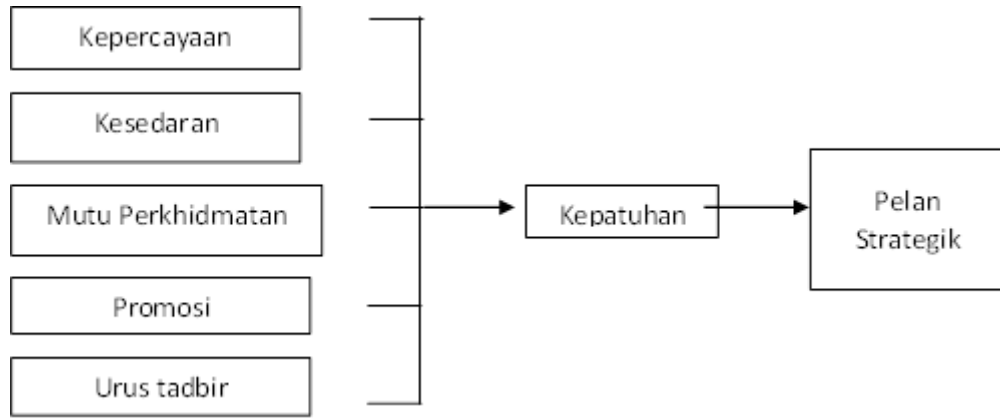 Kepercayaan
Kesedaran
Mutu Perkhidmatan
Promosi
Urus tadbir
Kepatuhan
Pelan
Strategik